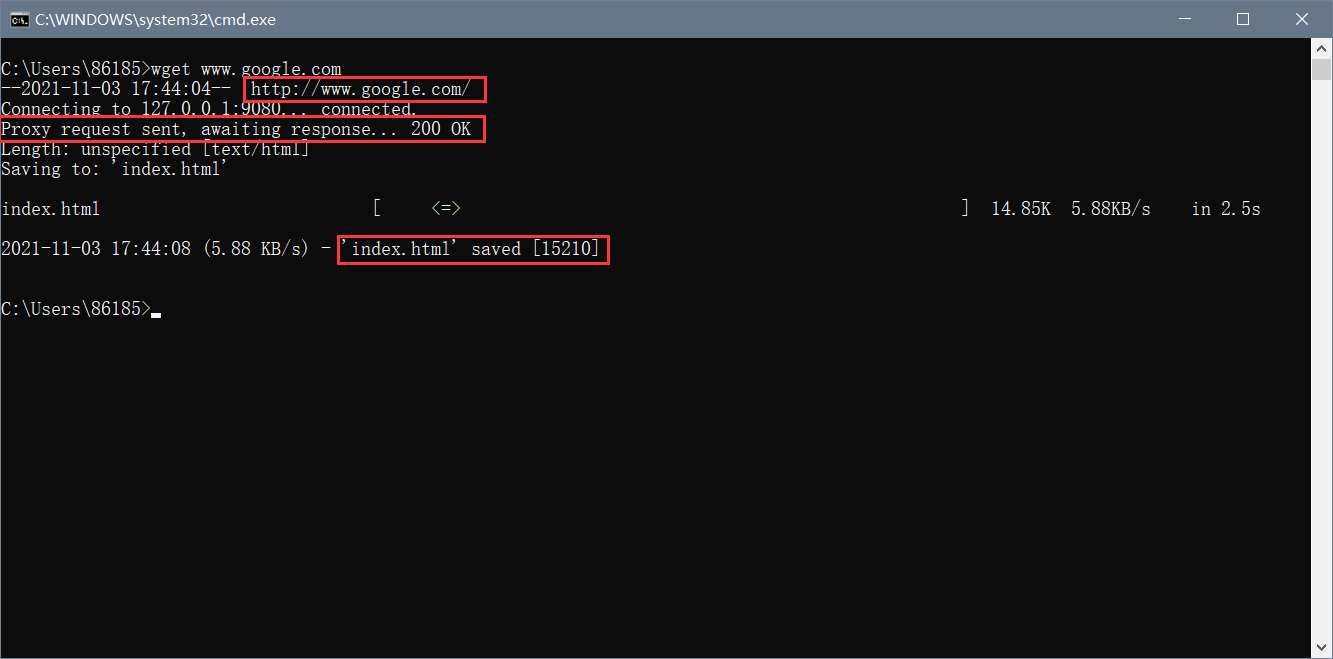 C:\WINDOWS\system32\cmd.exe
C:\Users\86185>wget www.google.com
--2021-11-03 17:44:04--  http://www.google.com/
Connecting to 127.0.0.1:9080... connected.
Proxy request sent, awaiting response... 200 OK
Length: unspecified [text/html]
Saving to: 'index.html'
index.html                           [     <=>                                                  ]  14.85K  5.88KB/s    in 2.5s
2021-11-03 17:44:08 (5.88 KB/s) - 'index.html' saved [15210]
C:\Users\86185>